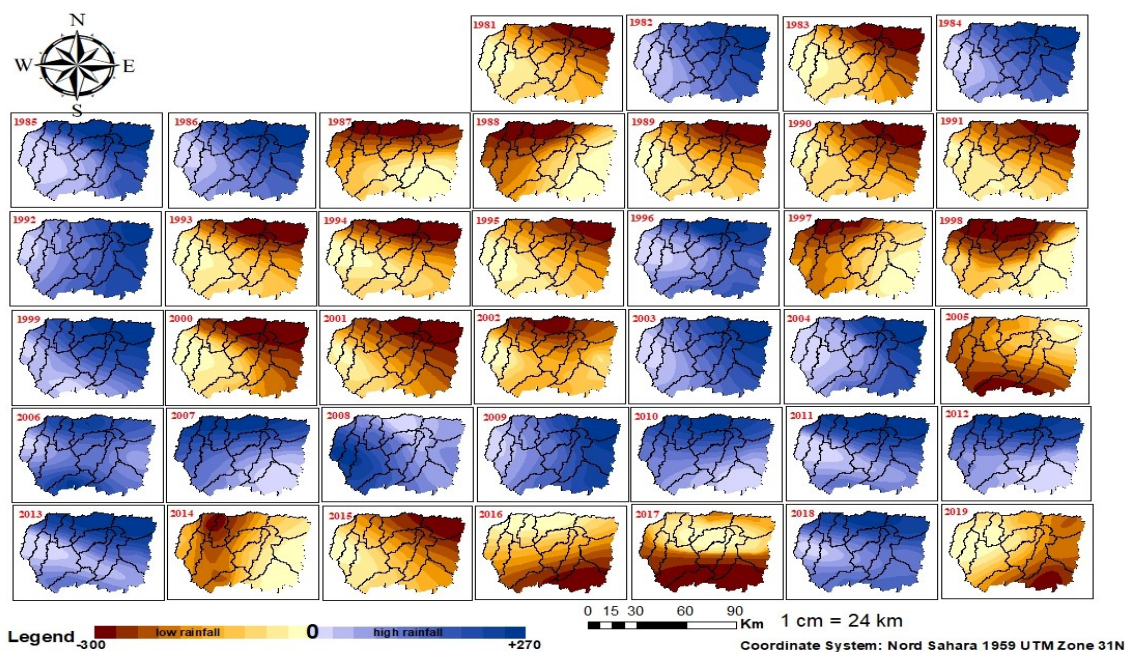 N
W E
S
1981 1982 1983 1984
1985 1986 1987 1988 1989 1990 1991
1992 1993 1994 1995 1996 1997 1998
1999 2000 2001 2002 2003 2004 2005
2006 2007 2008 2009 2010 2011 2012
2013 2014 2015 2016 2017 2018 2019
0 15 30 60 90
Km 1 cm = 24 km
Legend low rainfall 0 high rainfall
-300 +270
Coordinate System: Nord Sahara 1959 UTM Zone 31N